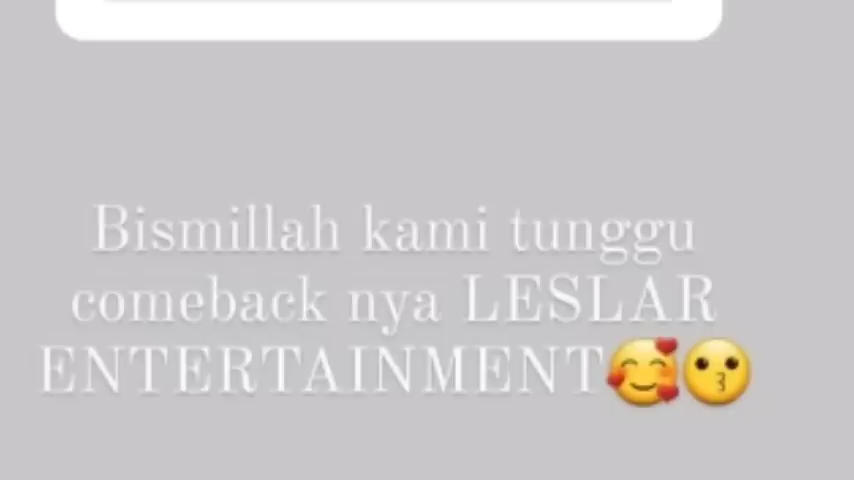 Bismillah kami tunggu
comeback nya LESLAR
ENTERTAINMENT🥰😗